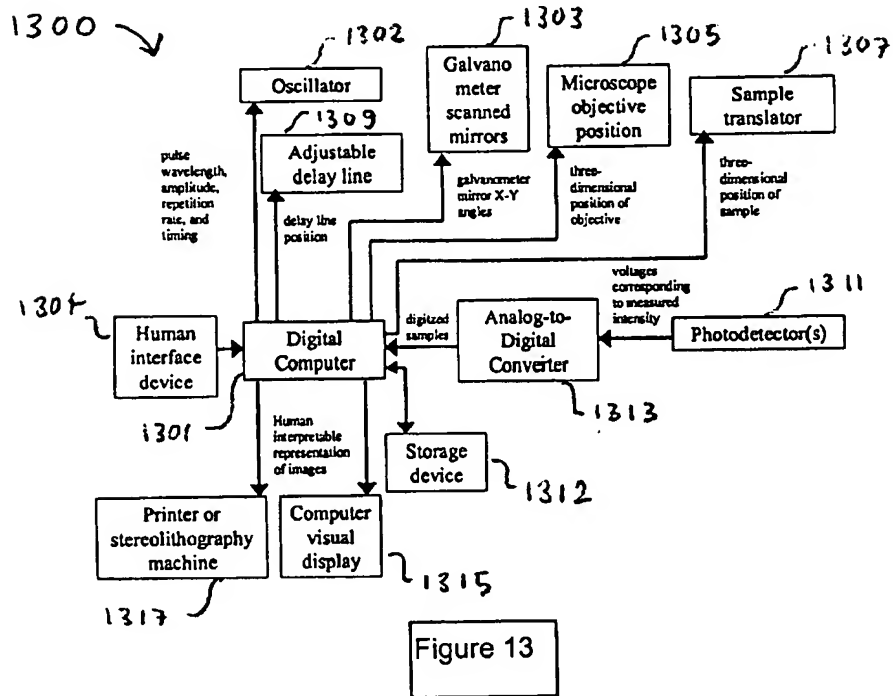 1300
1302
Oscillator
1309
Adjustable
delay line
1303
Galvano
meter
scanned
mirrors
1305
Microscope
objective
position
1307
Sample
translator
pulse
wavelength,
amplitude,
repetition
rate, and
timing
delay line
position
galvanometer
mirror X-Y
angles
three-
dimensional
position of
objective
three-
dimensional
position of
sample
1304
Human
interface
device
Digital
Computer
1301
digitized
samples
Analog-to-
Digital
Converter
1313
voltages
corresponding
to measured
intensity
1311
Photodetector(s)
Human
interpretable
representation
of images
Storage
device
1312
Printer or
stereolithography
machine
1317
Computer
visual
display
1315
Figure 13